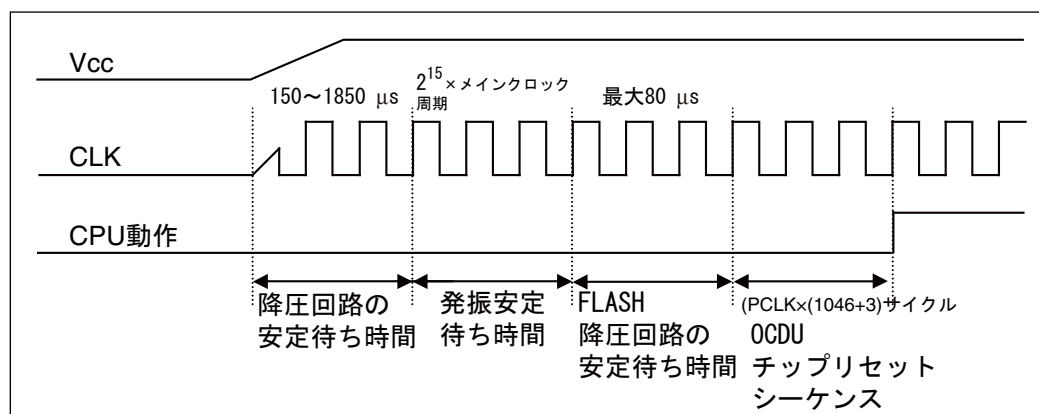 Vcc
150～1850 μs
2¹⁵×メインクロック
周期
最大80 μs
CLK
CPU動作
降圧回路の
安定待ち時間
発振安定
待ち時間
FLASH
降圧回路の
安定待ち時間
(PCLK×(1046+3)サイクル
OCDU
チップリセット
シーケンス